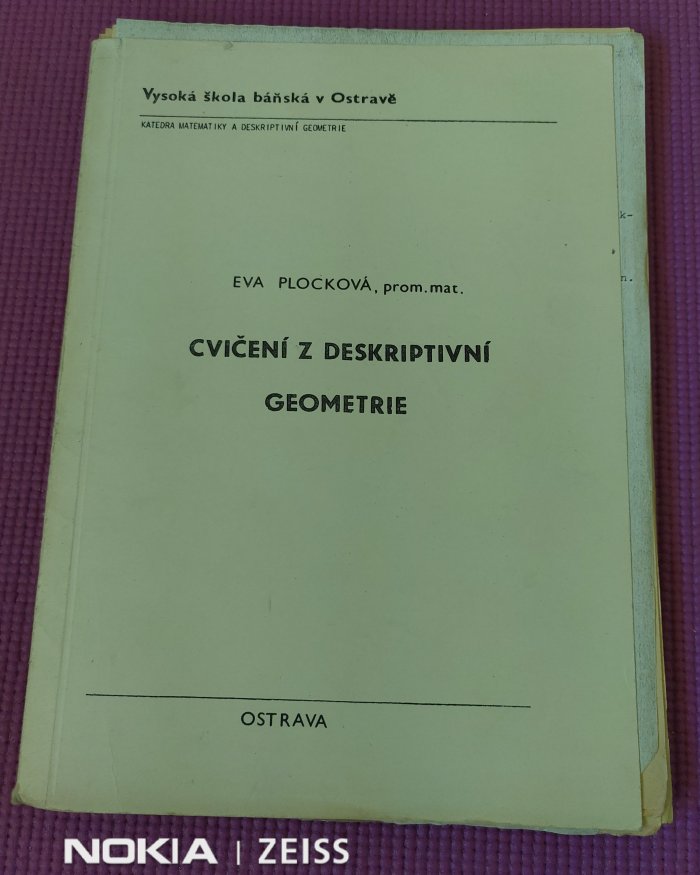 Vysoká škola báňská v Ostravě
KATEDRA MATEMATIKY A DESKRIPTIVNÍ GEOMETRIE
EVA PLOCKOVÁ, prom.mat.
CVIČENÍ Z DESKRIPTIVNÍ
GEOMETRIE
OSTRAVA
k-
n.
NOKIA | ZEISS